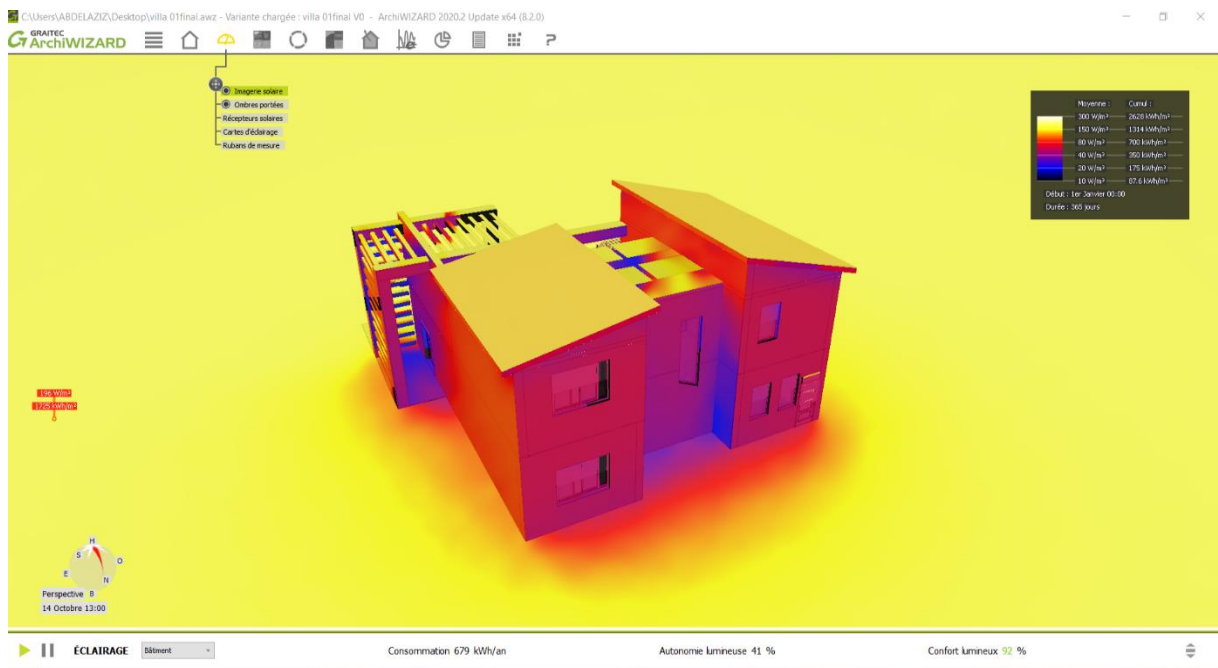 C:\Users\ABDELAZIZ\Desktop\villa 01final.awz - Variante chargée : villa 01final V0 - ArchiWIZARD 2020.2 Update x64 (8.2.0)
GRAITEC
ArchiWIZARD
?
Imagerie solaire
Ombres portées
Récepteurs solaires
Cartes d'éclairage
Rubans de mesure
Moyenne : Cumul :
300 W/m² 2628 kWh/m²
150 W/m² 1314 kWh/m²
80 W/m² 700 kWh/m²
40 W/m² 350 kWh/m²
20 W/m² 175 kWh/m²
10 W/m² 87.6 kWh/m²
Début : 1er Janvier 00:00
Durée : 365 jours
196 W/m²
1725 kWh/m²
H
S O
E N
Perspective B
14 Octobre 13:00
ÉCLAIRAGE Bâtiment Consommation 679 kWh/an Autonomie lumineuse 41 % Confort lumineux 92 %